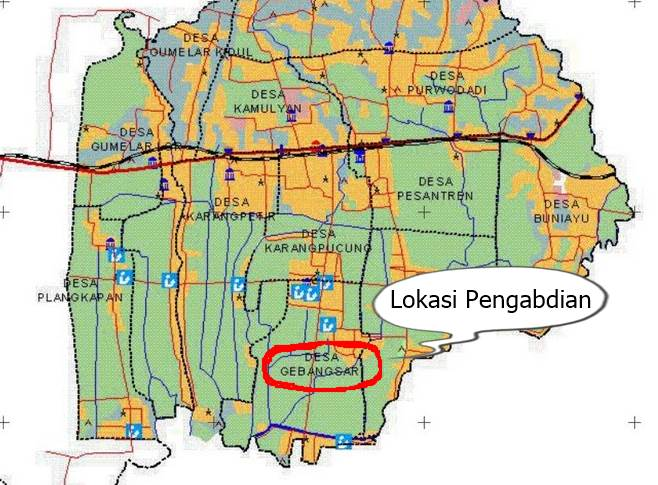 DESA
GUMELAR KIDUL
DESA
PURWODADI
DESA
KAMULYAN
DESA
GUMELAR
DESA
PESANTREN
DESA
KARANGPETIR
DESA
BUNIAYU
DESA
KARANGPUCUNG
DESA
PLANGKAPAN
Lokasi Pengabdian
DESA
GEBANGSAR